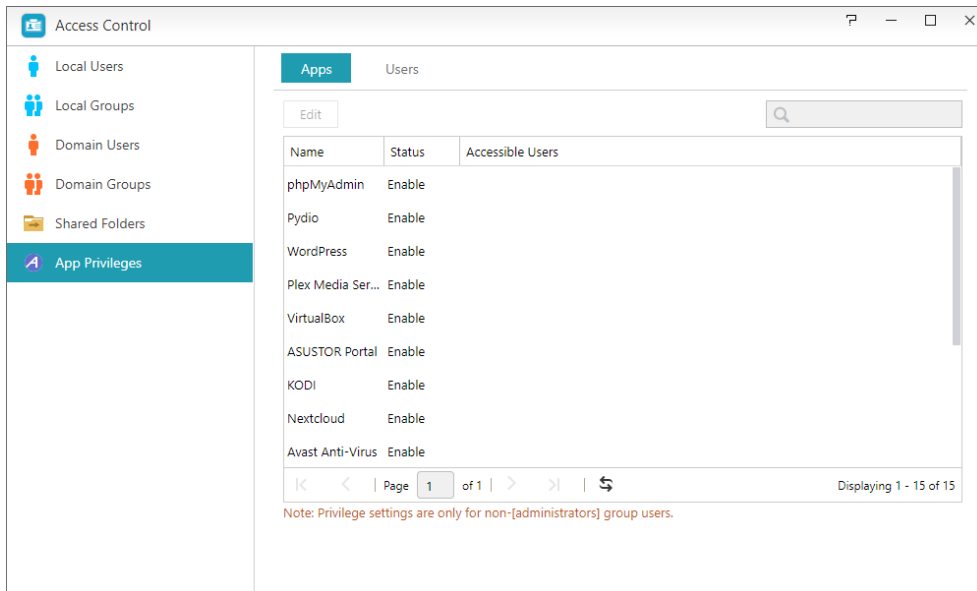 Access Control
Local Users
Local Groups
Domain Users
Domain Groups
Shared Folders
App Privileges
Apps Users
Edit
Name Status Accessible Users
phpMyAdmin Enable
Pydio Enable
WordPress Enable
Plex Media Ser... Enable
VirtualBox Enable
ASUSTOR Portal Enable
KODI Enable
Nextcloud Enable
Avast Anti-Virus Enable
Page 1 of 1 Displaying 1 - 15 of 15
Note: Privilege settings are only for non-[administrators] group users.